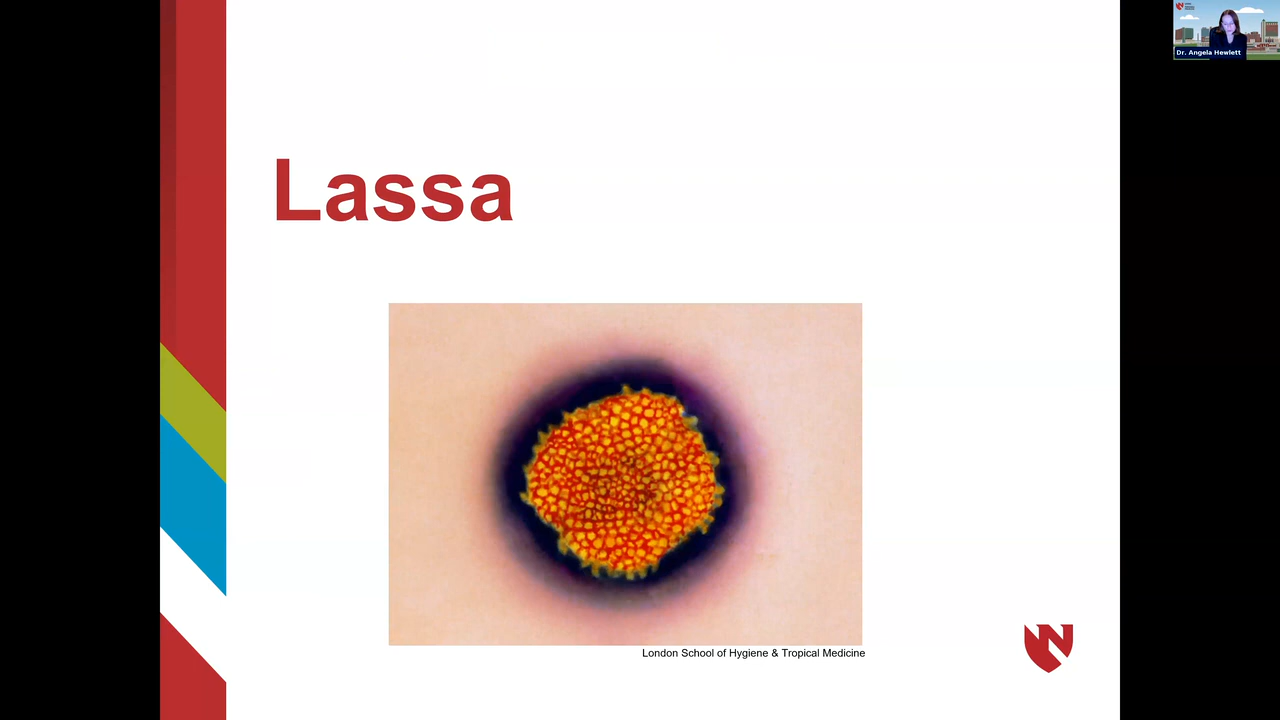 Lassa
London School of Hygiene & Tropical Medicine
Dr. Angela Hewlett